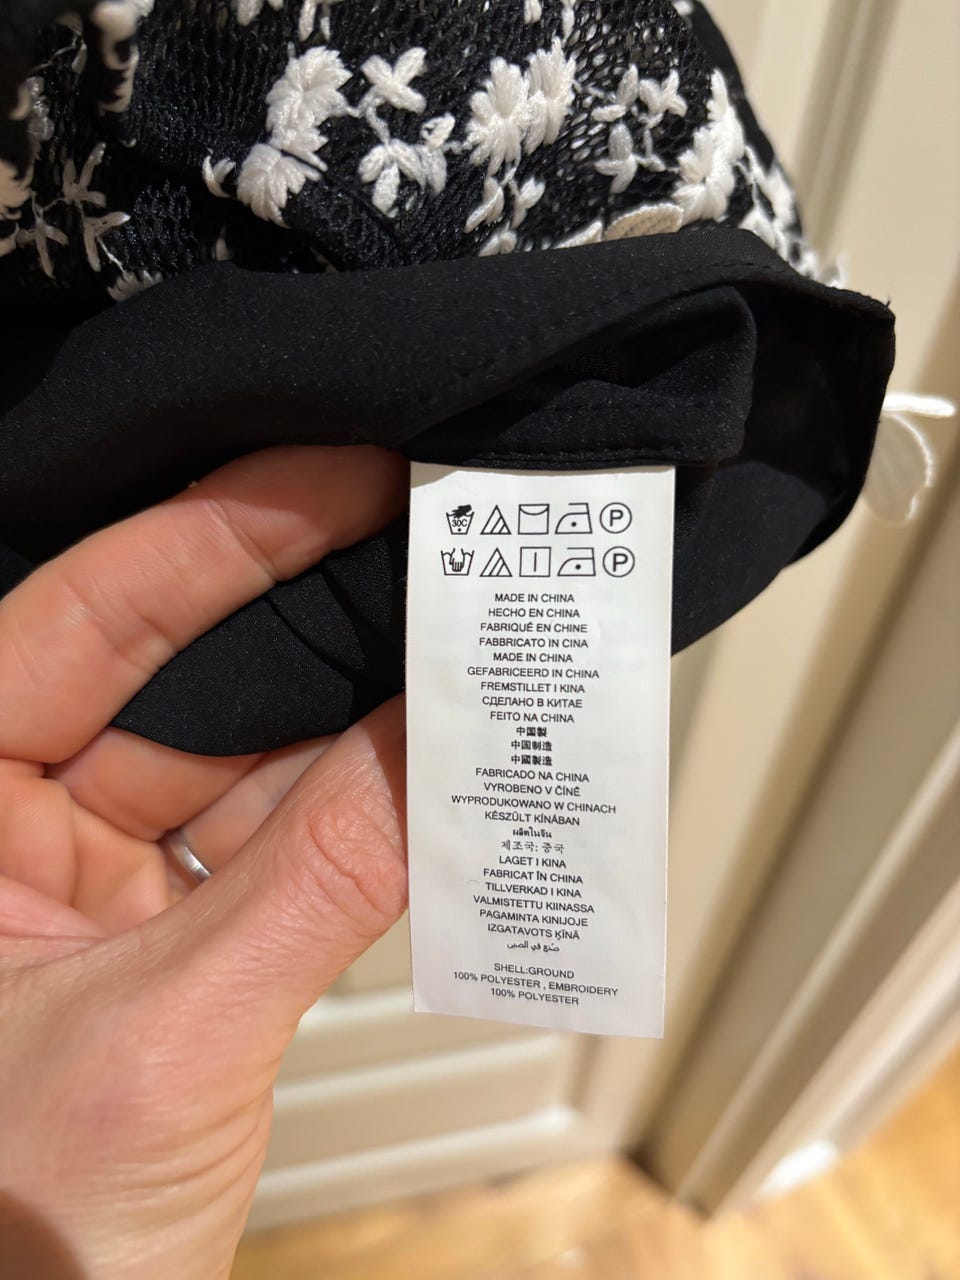 30C P
P
MADE IN CHINA
HECHO EN CHINA
FABRIQUÉ EN CHINE
FABBRICATO IN CINA
MADE IN CHINA
GEFABRICEERD IN CHINA
FREMSTILLET I KINA
СДЕЛАНО В КИТАЕ
FEITO NA CHINA
中国製
中国制造
中國製造
FABRICADO NA CHINA
VYROBENO V ČÍNĚ
WYPRODUKOWANO W CHINACH
KÉSZÜLT KÍNÁBAN
ผลิตในจีน
제조국: 중국
LAGET I KINA
FABRICAT ÎN CHINA
TILLVERKAD I KINA
VALMISTETTU KIINASSA
PAGAMINTA KINIJOJE
IZGATAVOTS ĶĪNĀ
صنع في الصين
SHELL:GROUND
100% POLYESTER , EMBROIDERY
100% POLYESTER